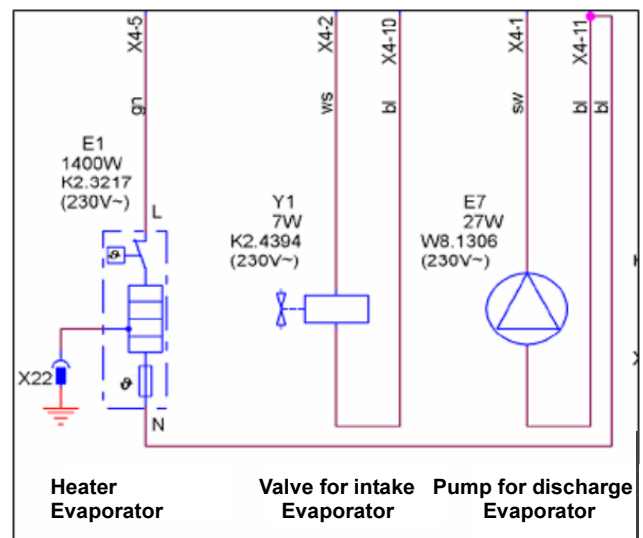 X4-5
X4-2
X4-10
X4-1
X4-11
gn
ws
bl
sw
bl
bl
E1
1400W
K2.3217
(230V~)
L
Y1
7W
K2.4394
(230V~)
E7
27W
W8.1306
(230V~)
ϑ
X22
ϑ
N
Heater
Evaporator
Valve for intake
Evaporator
Pump for discharge
Evaporator